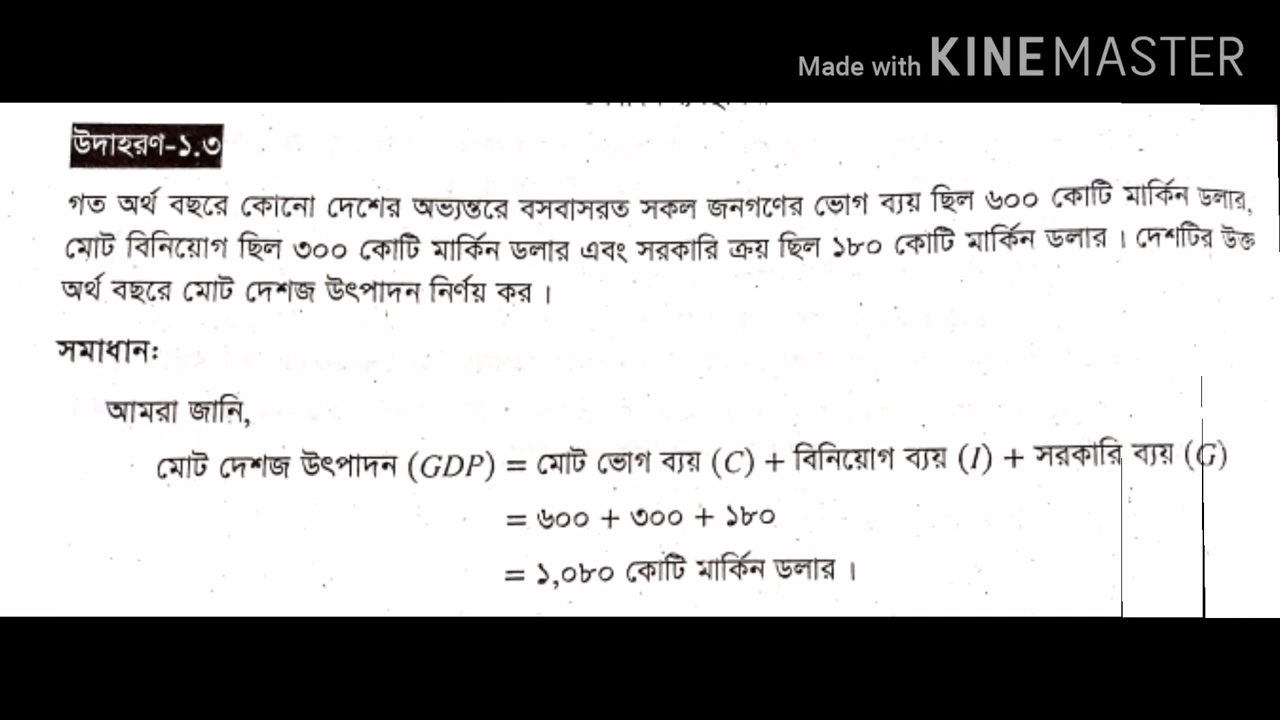 Made with KINEMASTER
উদাহরণ-১.৩
গত অর্থ বছরে কোনো দেশের অভ্যন্তরে বসবাসরত সকল জনগণের ভোগ ব্যয় ছিল ৬০০ কোটি মার্কিন ডলার,
মোট বিনিয়োগ ছিল ৩০০ কোটি মার্কিন ডলার এবং সরকারি ক্রয় ছিল ১৮০ কোটি মার্কিন ডলার । দেশটির উক্ত
অর্থ বছরে মোট দেশজ উৎপাদন নির্ণয় কর ।
সমাধানঃ
আমরা জানি,
মোট দেশজ উৎপাদন (GDP) = মোট ভোগ ব্যয় (C) + বিনিয়োগ ব্যয় (I) + সরকারি ব্যয় (G)
= ৬০০ + ৩০০ + ১৮০
= ১,০৮০ কোটি মার্কিন ডলার ।